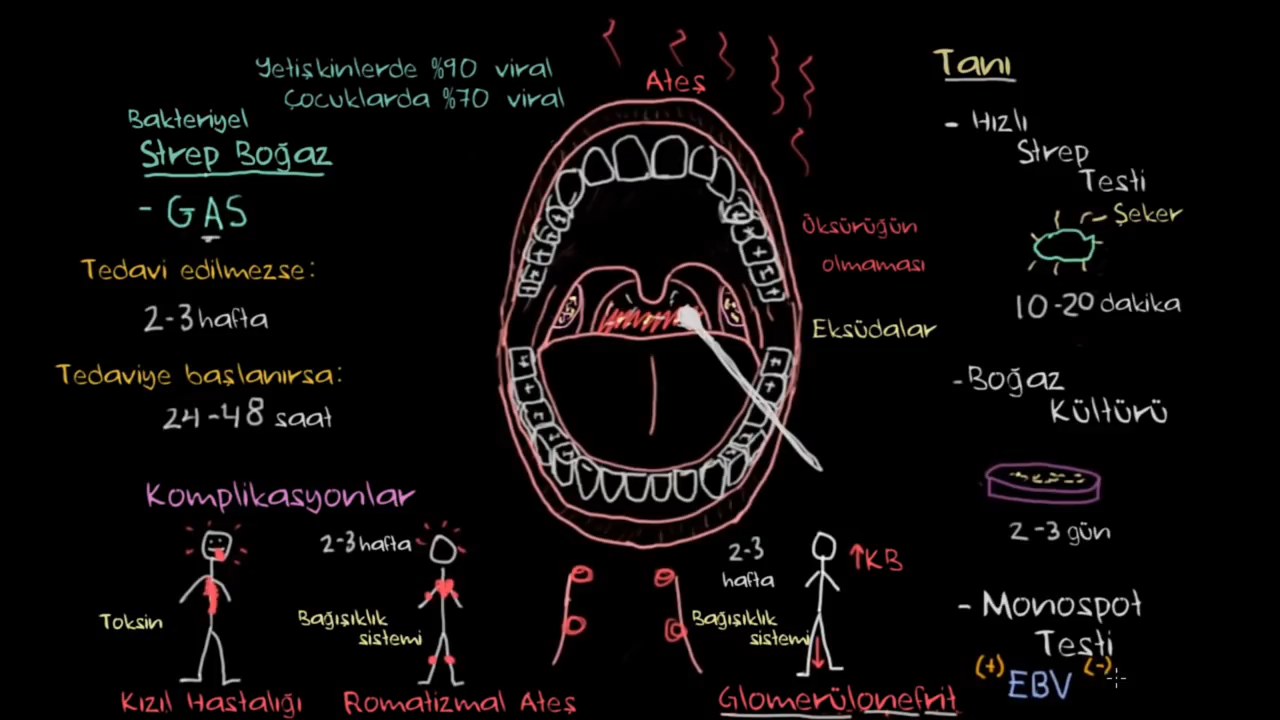 Yetişkinlerde %90 viral
Çocuklarda %70 viral
Bakteriyel
Strep Boğaz
- GAS
Tedavi edilmezse:
2-3 hafta
Tedaviye başlanırsa:
24-48 saat
Komplikasyonlar
Toksin
Kızıl Hastalığı
2-3 hafta
Bağışıklık
sistemi
Romatizmal Ateş
Ateş
Öksürüğün
olmaması
Eksüdalar
2-3
hafta
↑KB
Bağışıklık
sistemi
Glomerülonefrit
Tanı
- Hızlı
Strep
Testi
Şeker
10-20 dakika
- Boğaz
Kültürü
2-3 gün
- Monospot
Testi
(+) EBV (-)